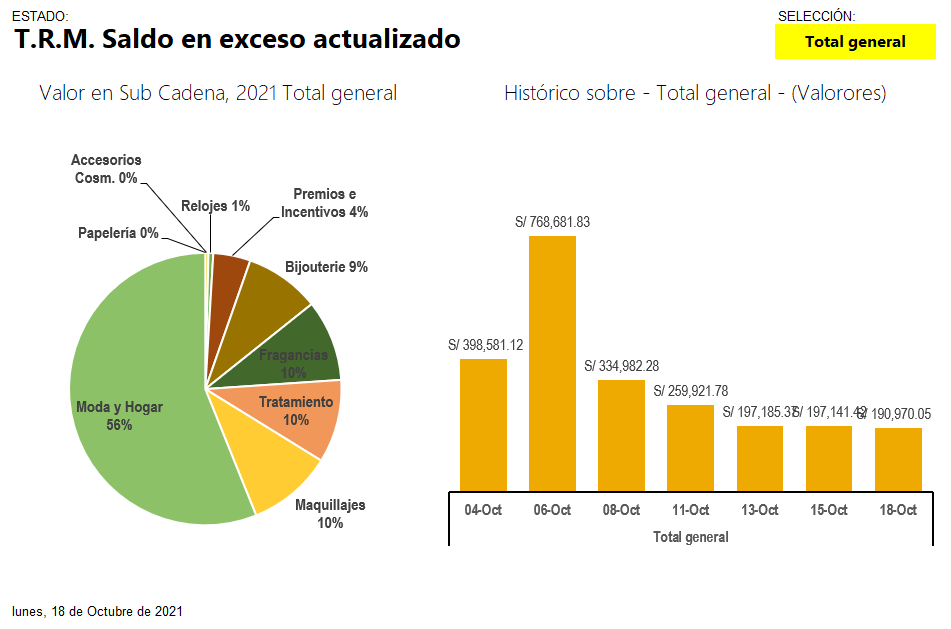 ESTADO:
T.R.M. Saldo en exceso actualizado
SELECCIÓN:
Total general
Valor en Sub Cadena, 2021 Total general
Accesorios
Cosm. 0%
Relojes 1%
Premios e
Incentivos 4%
Papelería 0%
Bijouterie 9%
Fragancias
10%
Tratamiento
10%
Moda y Hogar
56%
Maquillajes
10%
Histórico sobre - Total general - (Valorores)
S/ 768,681.83
S/ 398,581.12
S/ 334,982.28
S/ 259,921.78
S/ 197,185.37
S/ 197,141.42
S/ 190,970.05
04-Oct
06-Oct
08-Oct
11-Oct
13-Oct
15-Oct
18-Oct
Total general
lunes, 18 de Octubre de 2021